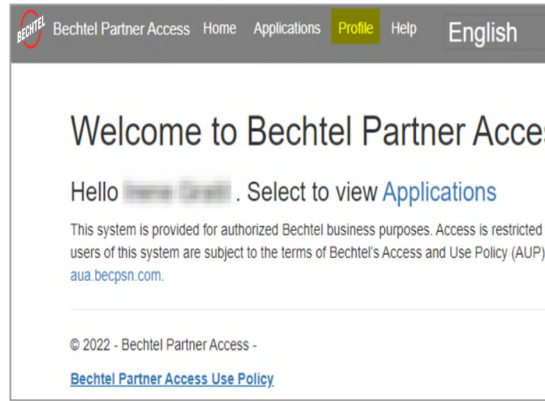 BECHTEL Bechtel Partner Access Home Applications Profile Help English
Welcome to Bechtel Partner
Hello . Select to view Applications
This system is provided for authorized Bechtel business purposes. Access is restricted
users of this system are subject to the terms of Bechtel's Access and Use Policy (AUP)
aua.becpsn.com.
© 2022 - Bechtel Partner Access -
Bechtel Partner Access Use Policy